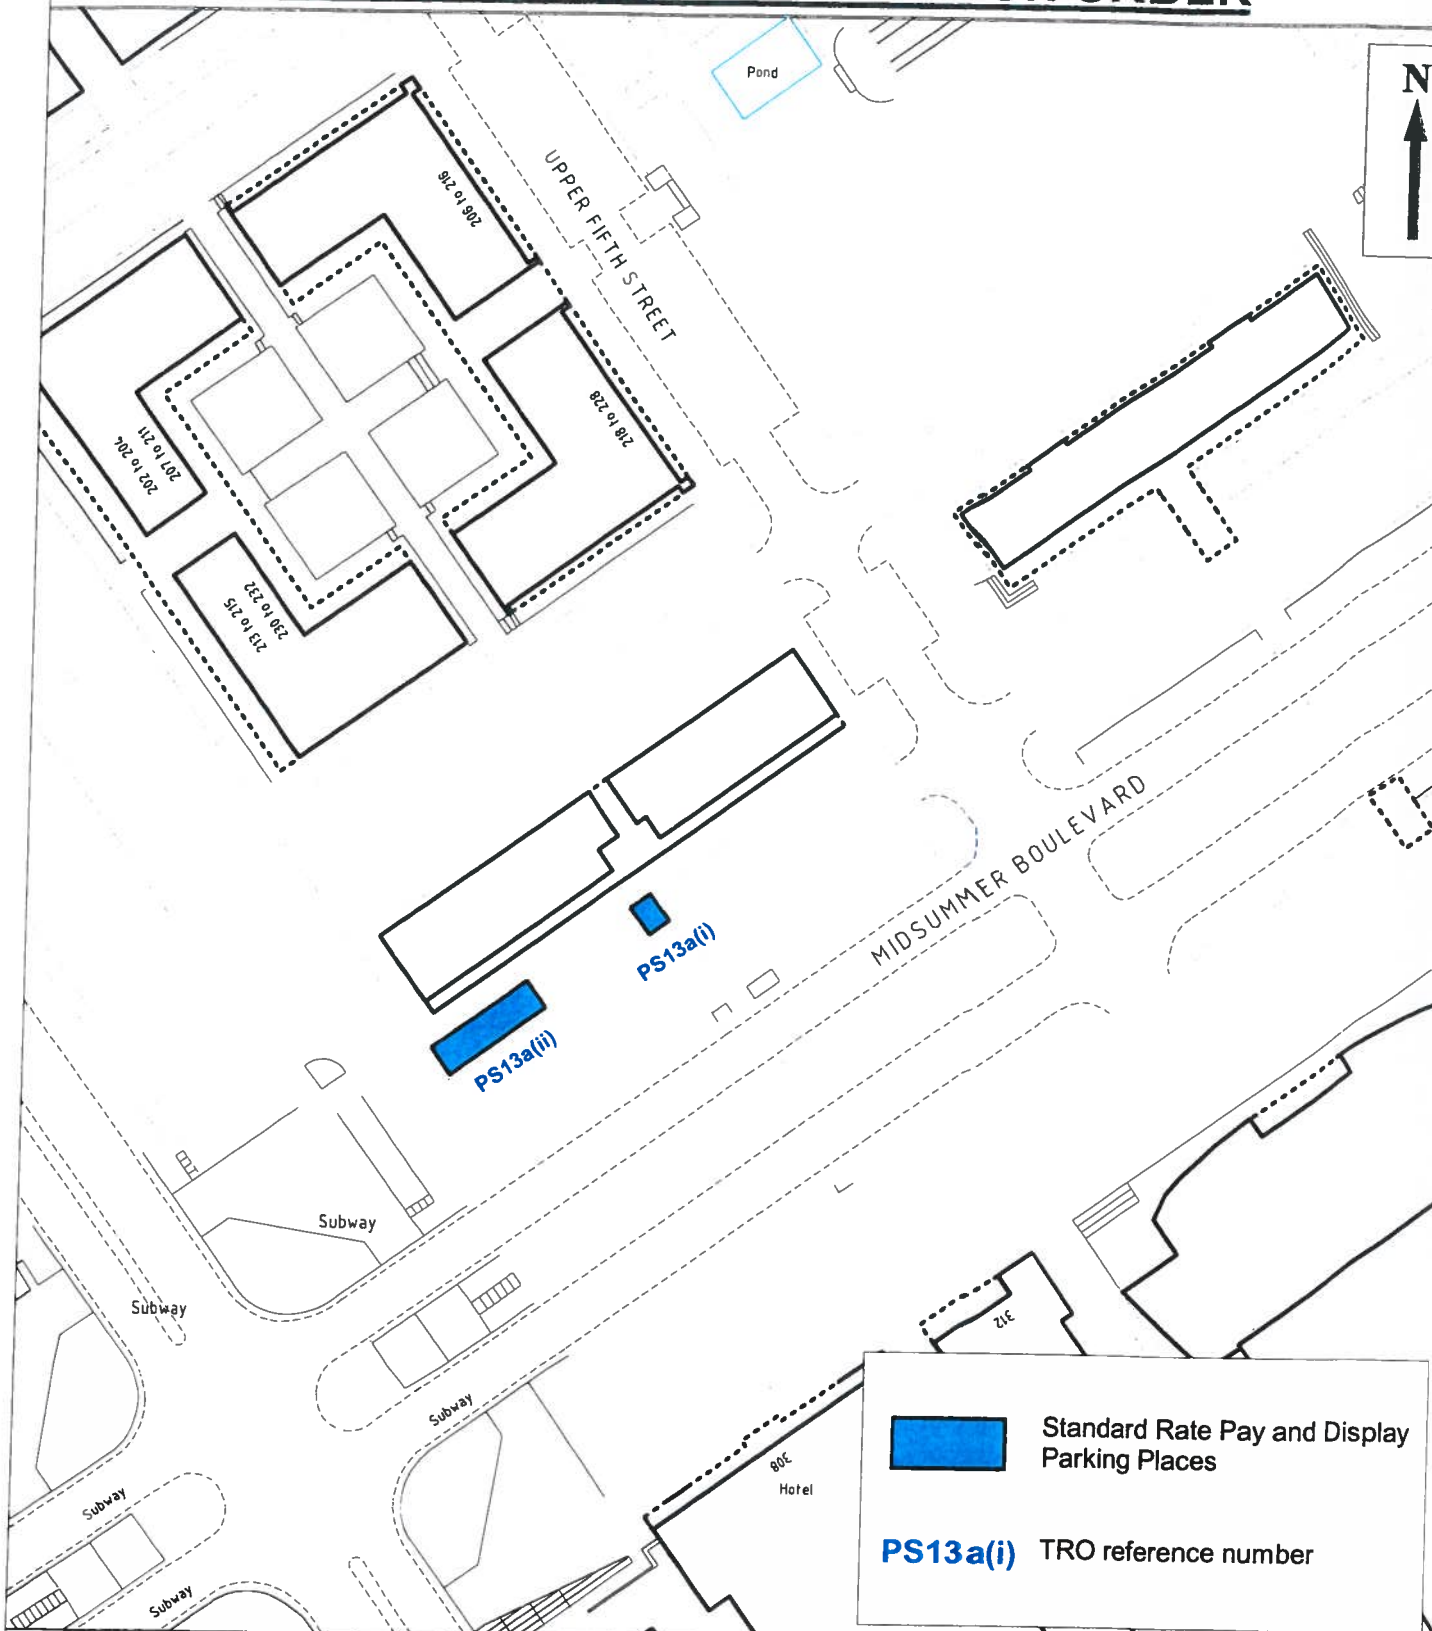 Pond
N
UPPER FIFTH STREET
206 to 216
218 to 228
207 to 211
202 to 204
230 to 232
213 to 215
MIDSUMMER BOULEVARD
PS13a(i)
PS13a(ii)
Subway
Subway
Subway
Subway
Subway
312
308
Hotel
Standard Rate Pay and Display
Parking Places
PS13a(i) TRO reference number